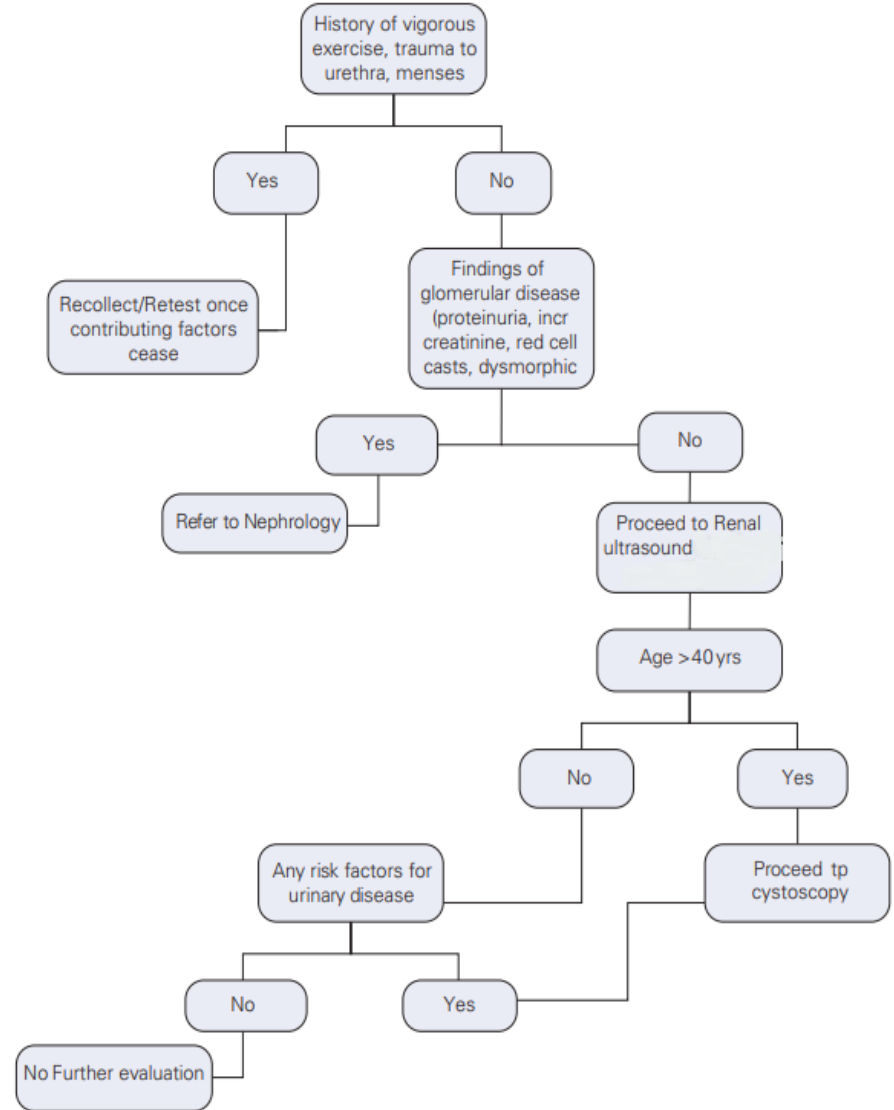 History of vigorous
exercise, trauma to
urethra, menses
Yes
No
Recollect/Retest once
contributing factors
cease
Findings of
glomerular disease
(proteinuria, incr
creatinine, red cell
casts, dysmorphic
Yes
No
Refer to Nephrology
Proceed to Renal
ultrasound
Age >40 yrs
No
Yes
Any risk factors for
urinary disease
Proceed tp
cystoscopy
No
Yes
No Further evaluation